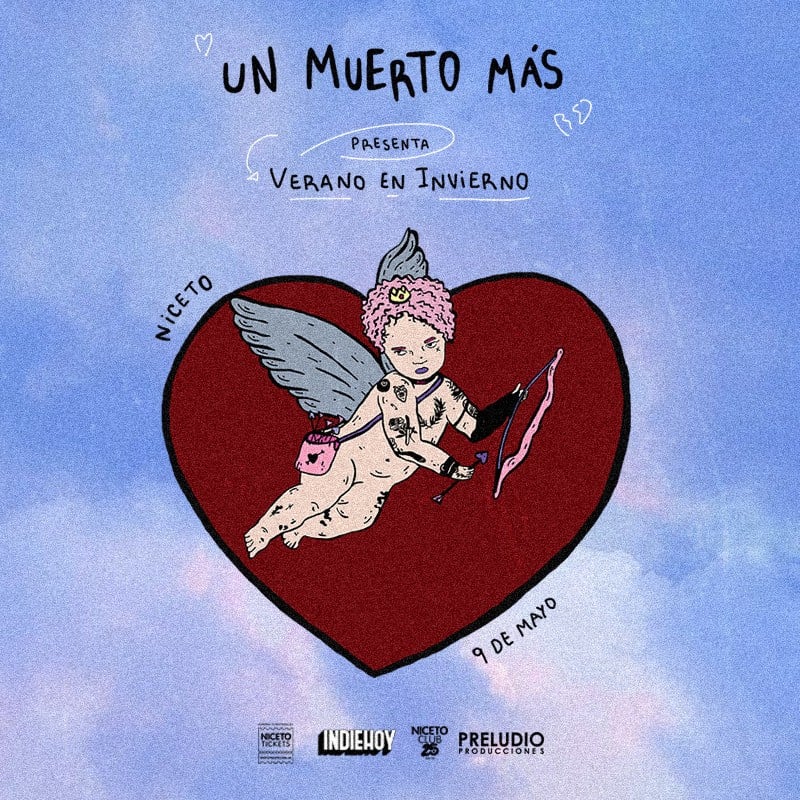 UN MUERTO MÁS
PRESENTA
VERANO EN INVIERNO
NICETO
9 DE MAYO
NICETO
TICKETS
INDIEHOY
NICETO
CLUB
25
PRELUDIO
PRODUCCIONES